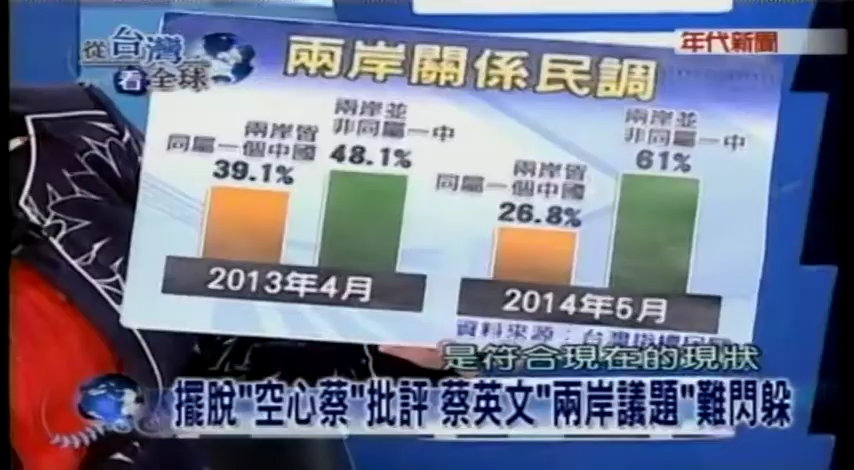 從台灣
看全球
年代新聞
兩岸關係民調
兩岸皆
同屬一個中國
39.1%
兩岸並
非同屬一中
48.1%
2013年4月
兩岸皆
同屬一個中國
26.8%
兩岸並
非同屬一中
61%
2014年5月
資料來源:台灣指標民調
是符合現在的現狀
擺脫"空心蔡"批評 蔡英文"兩岸議題"難閃躲